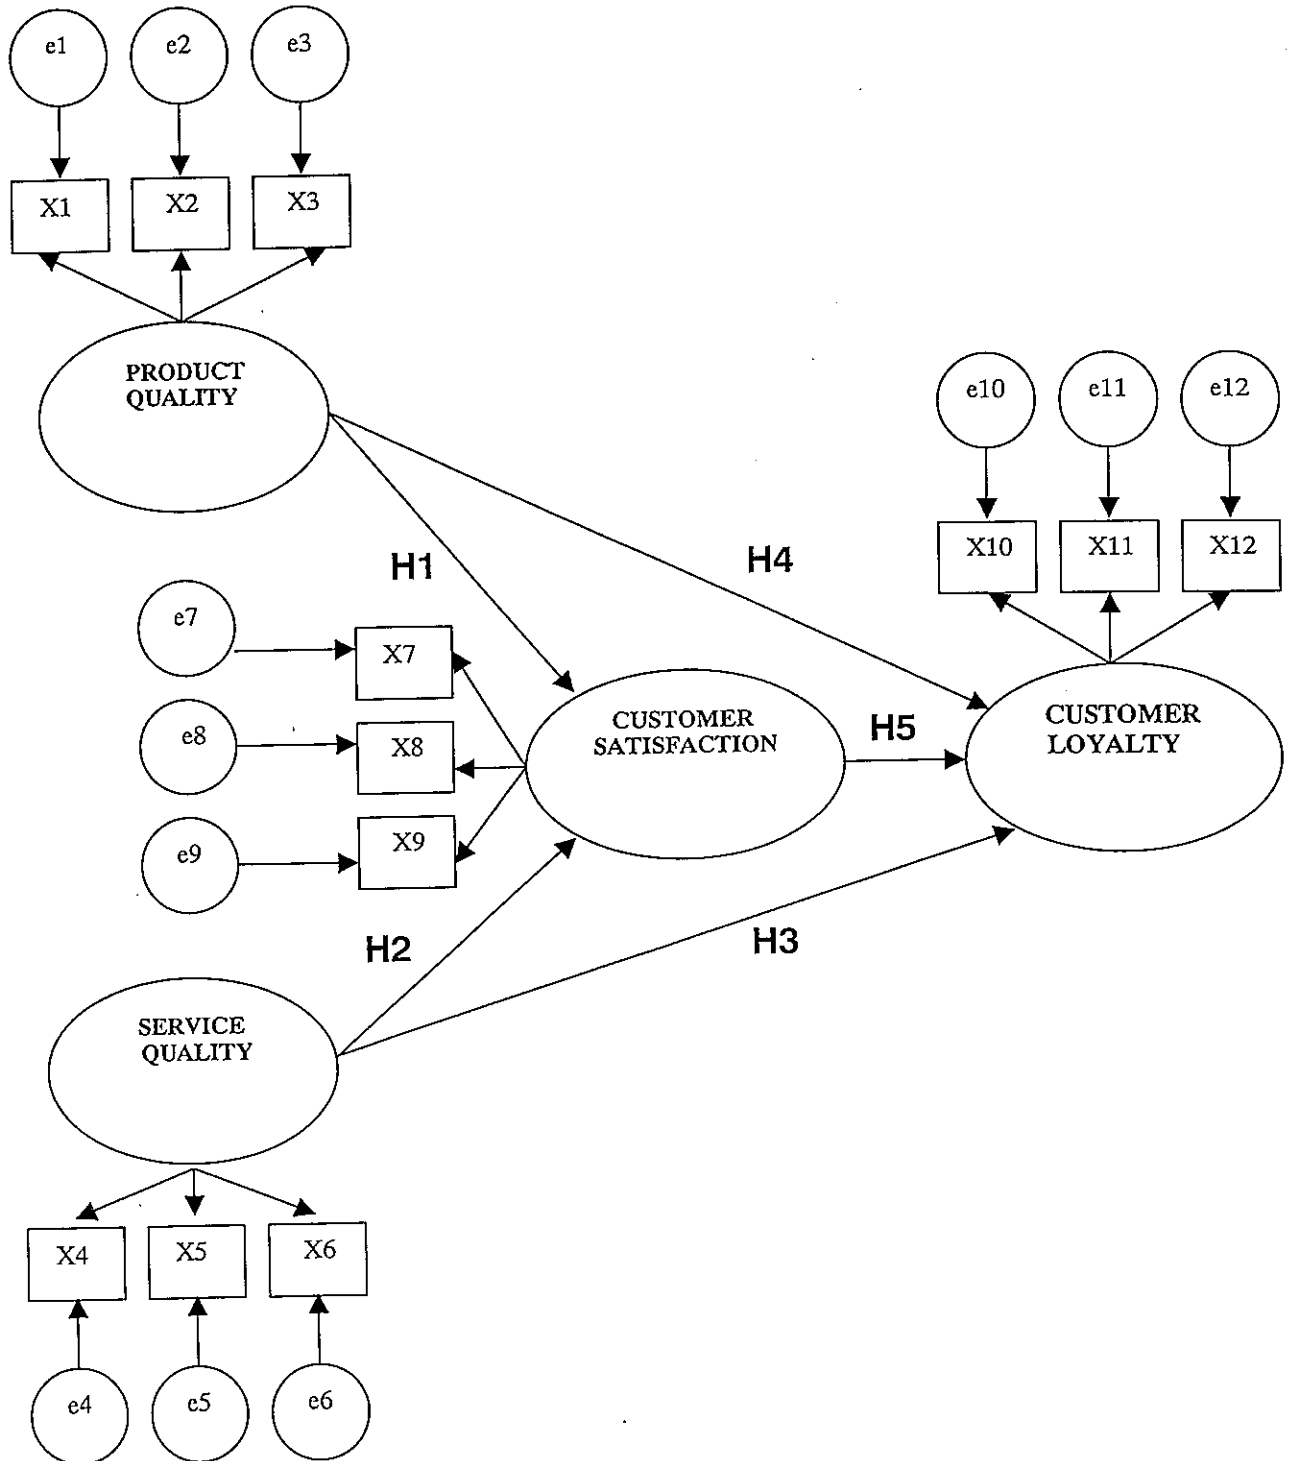 e1
e2
e3
X1
X2
X3
PRODUCT
QUALITY
e10
e11
e12
X10
X11
X12
H1
H4
e7
X7
e8
X8
e9
X9
CUSTOMER
SATISFACTION
H5
CUSTOMER
LOYALTY
H2
H3
SERVICE
QUALITY
X4
X5
X6
e4
e5
e6